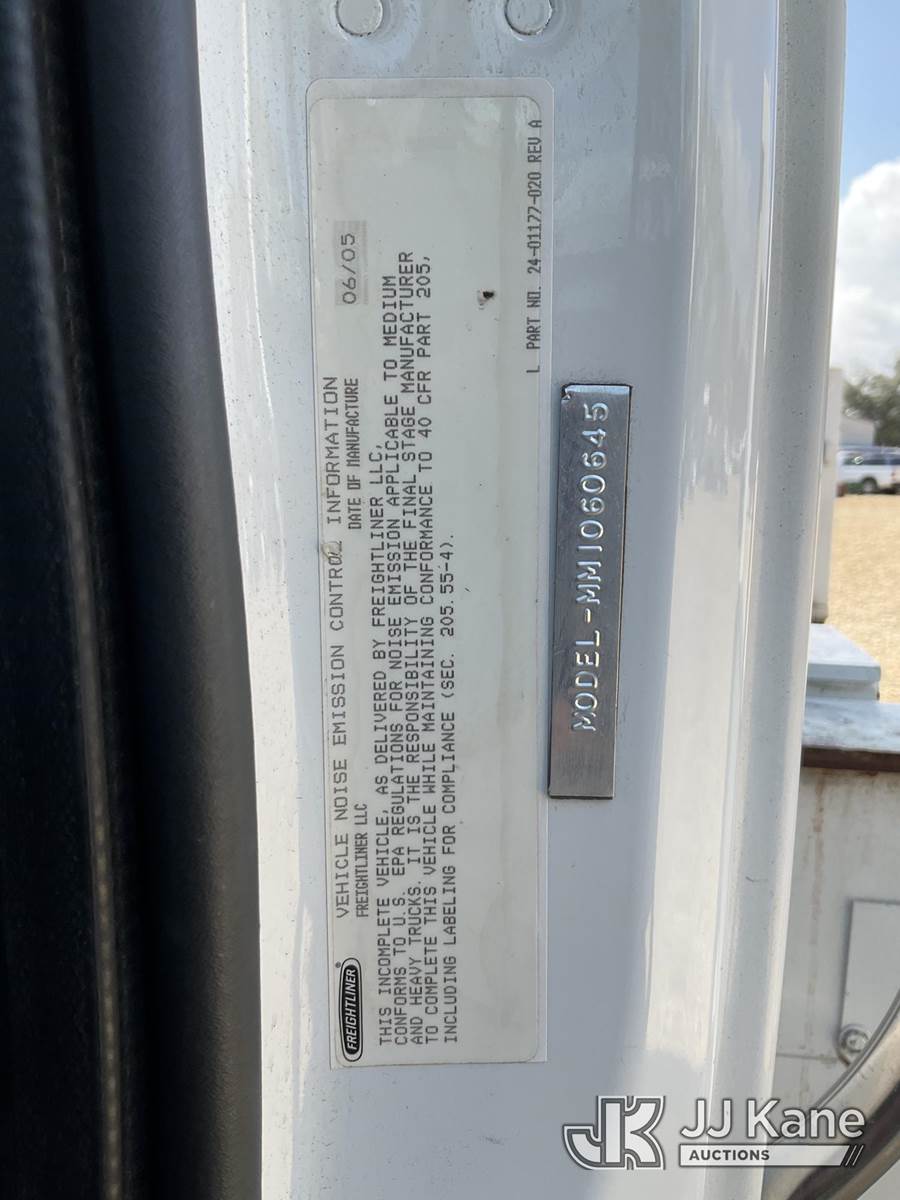 VEHICLE NOISE EMISSION CONTROL INFORMATION
FREIGHTLINER LLC DATE OF MANUFACTURE 06/05
FREIGHTLINER®
THIS INCOMPLETE VEHICLE, AS DELIVERED BY FREIGHTLINER LLC,
CONFORMS TO U.S. EPA REGULATIONS FOR NOISE EMISSION APPLICABLE TO MEDIUM
AND HEAVY TRUCKS. IT IS THE RESPONSIBILITY OF THE FINAL STAGE MANUFACTURER
TO COMPLETE THIS VEHICLE WHILE MAINTAINING CONFORMANCE TO 40 CFR PART 205,
INCLUDING LABELING FOR COMPLIANCE (SEC. 205.55-4).
L PART NO. 24-01177-020 REV A
MODEL-MM1060645
JK JJ Kane
AUCTIONS